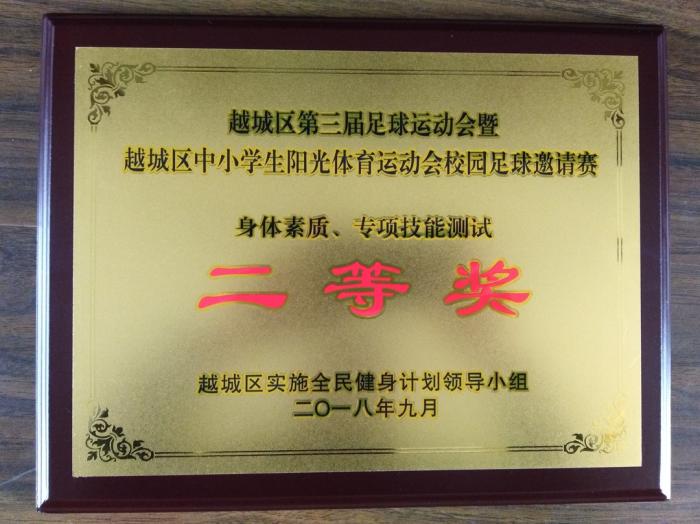 越城区第三届足球运动会暨
越城区中小学生阳光体育运动会校园足球邀请赛
身体素质、专项技能测试
二等奖
越城区实施全民健身计划领导小组
二〇一八年九月